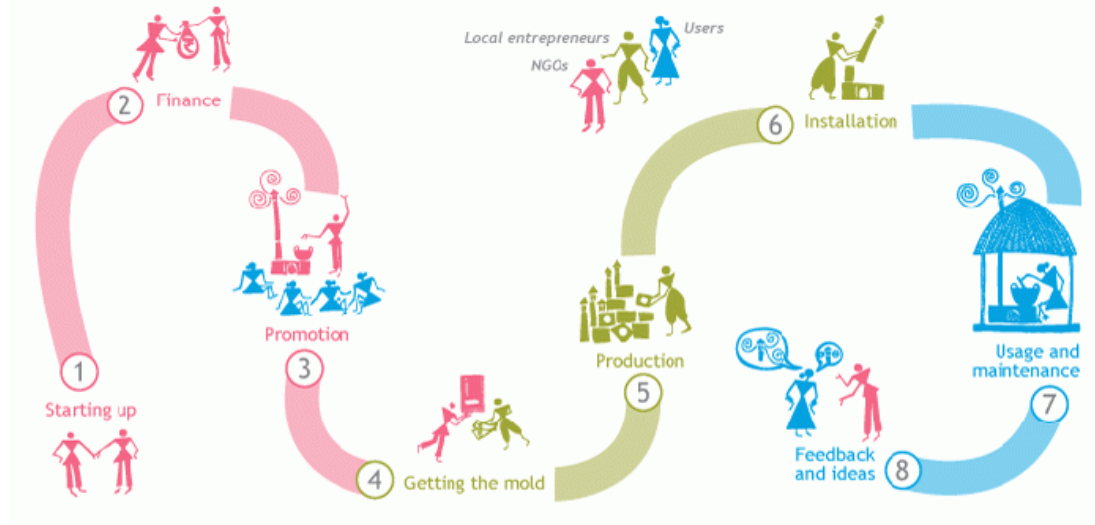 Local entrepreneurs
Users
NGOs
2
Finance
6
Installation
Promotion
3
1
Starting up
4
Getting the mold
Production
5
Usage and
maintenance
7
Feedback
and ideas
8